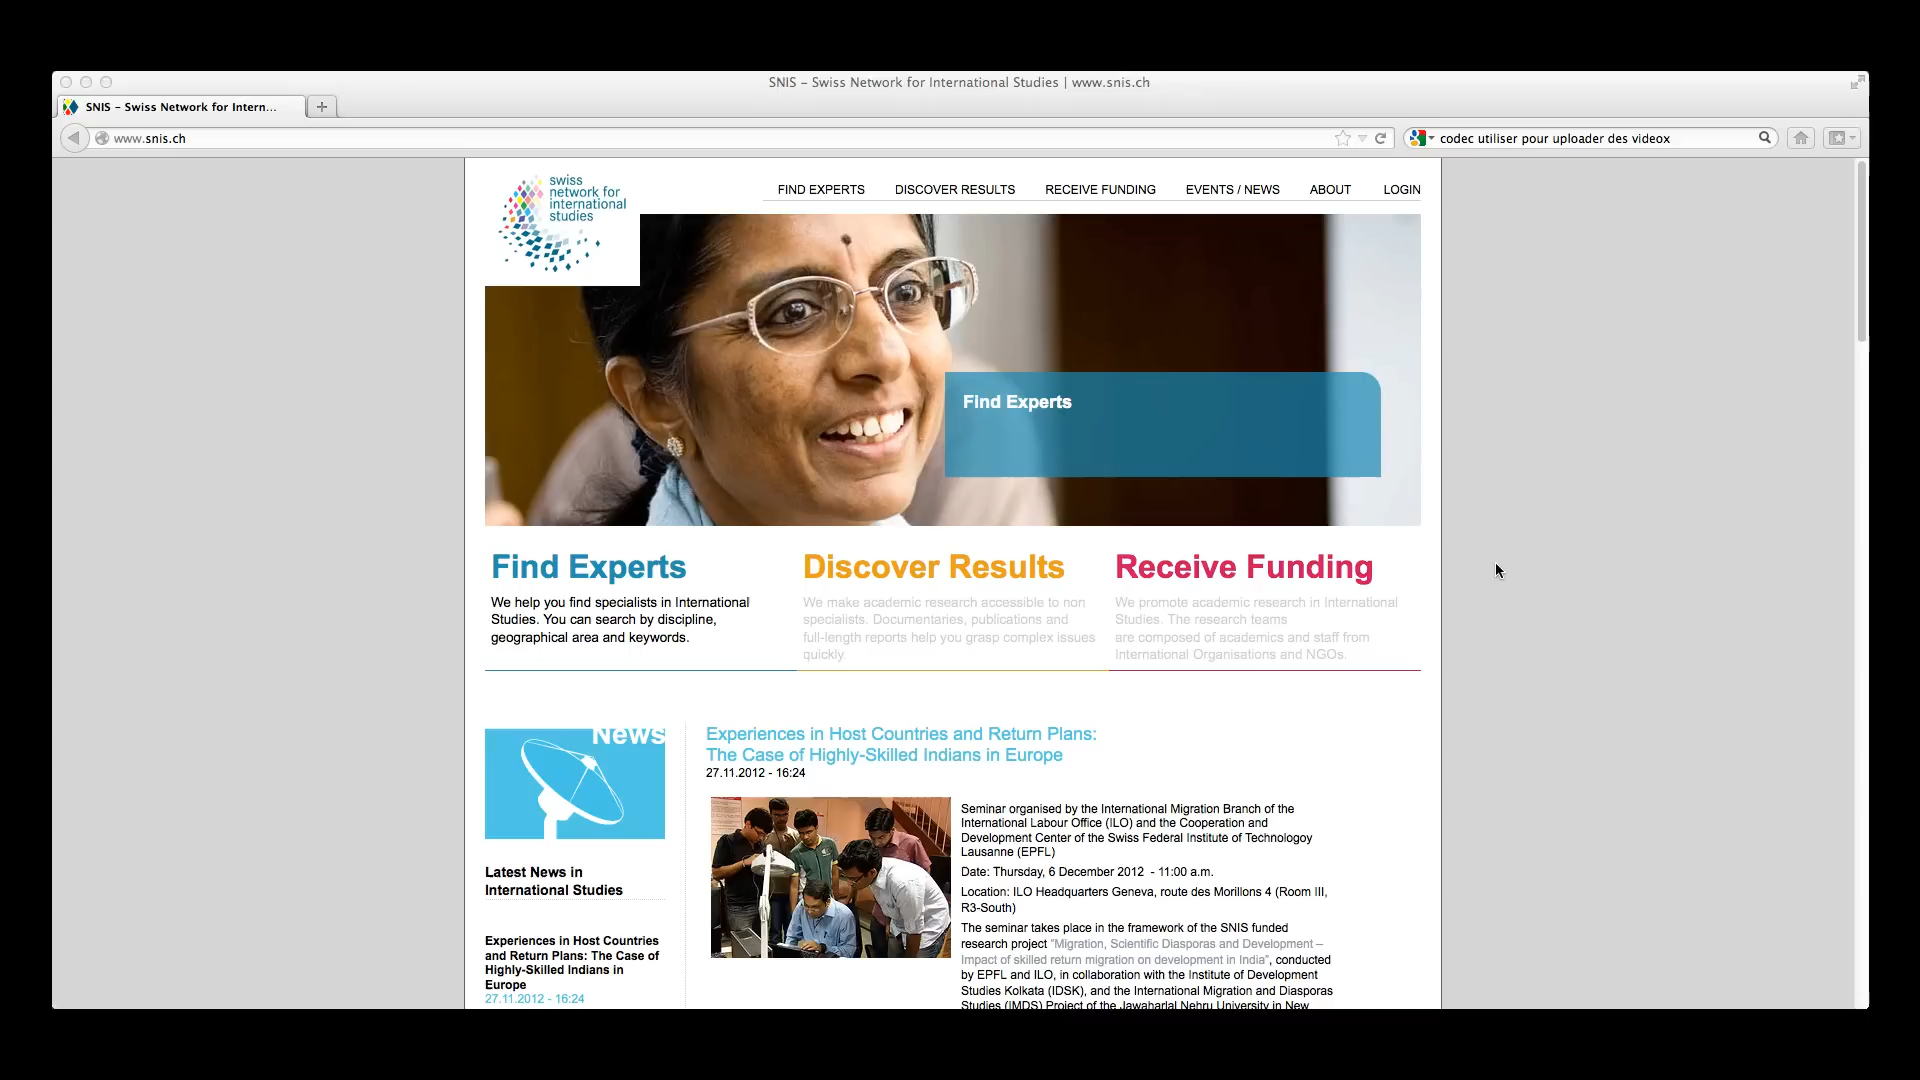 SNIS – Swiss Network for International Studies | www.snis.ch
SNIS – Swiss Network for Intern...
www.snis.ch
codec utiliser pour uploader des videox
swiss
network for
international
studies
FIND EXPERTS
DISCOVER RESULTS
RECEIVE FUNDING
EVENTS / NEWS
ABOUT
LOGIN
Find Experts
Find Experts
We help you find specialists in International
Studies. You can search by discipline,
geographical area and keywords.
Discover Results
We make academic research accessible to non
specialists. Documentaries, publications and
full-length reports help you grasp complex issues
quickly.
Receive Funding
We promote academic research in International
Studies. The research teams
are composed of academics and staff from
International Organisations and NGOs.
News
Latest News in
International Studies
Experiences in Host Countries
and Return Plans: The Case of
Highly-Skilled Indians in
Europe
27.11.2012 - 16:24
Experiences in Host Countries and Return Plans:
The Case of Highly-Skilled Indians in Europe
27.11.2012 - 16:24
Seminar organised by the International Migration Branch of the
International Labour Office (ILO) and the Cooperation and
Development Center of the Swiss Federal Institute of Technologoy
Lausanne (EPFL)
Date: Thursday, 6 December 2012 - 11:00 a.m.
Location: ILO Headquarters Geneva, route des Morillons 4 (Room III,
R3-South)
The seminar takes place in the framework of the SNIS funded
research project "Migration, Scientific Diasporas and Development –
Impact of skilled return migration on development in India", conducted
by EPFL and ILO, in collaboration with the Institute of Development
Studies Kolkata (IDSK), and the International Migration and Diasporas
Studies (IMDS) Project of the Jawaharlal Nehru University in New